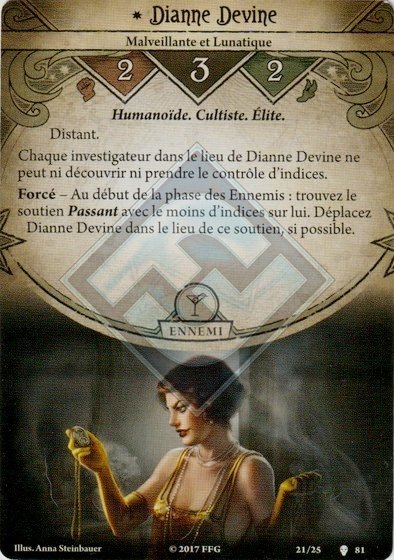 Dianne Devine
Malveillante et Lunatique
2 3 2
Humanoïde. Cultiste. Élite.
Distant.
Chaque investigateur dans le lieu de Dianne Devine ne
peut ni découvrir ni prendre le contrôle d'indices.
Forcé – Au début de la phase des Ennemis : trouvez le
soutien Passant avec le moins d'indices sur lui. Déplacez
Dianne Devine dans le lieu de ce soutien, si possible.
ENNEMI
Illus. Anna Steinbauer © 2017 FFG 21/25 81